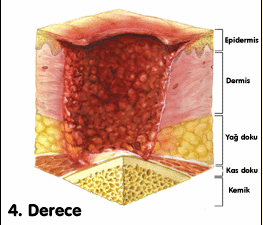 Epidermis
Dermis
Yağ doku
Kas doku
Kemik
4. Derece